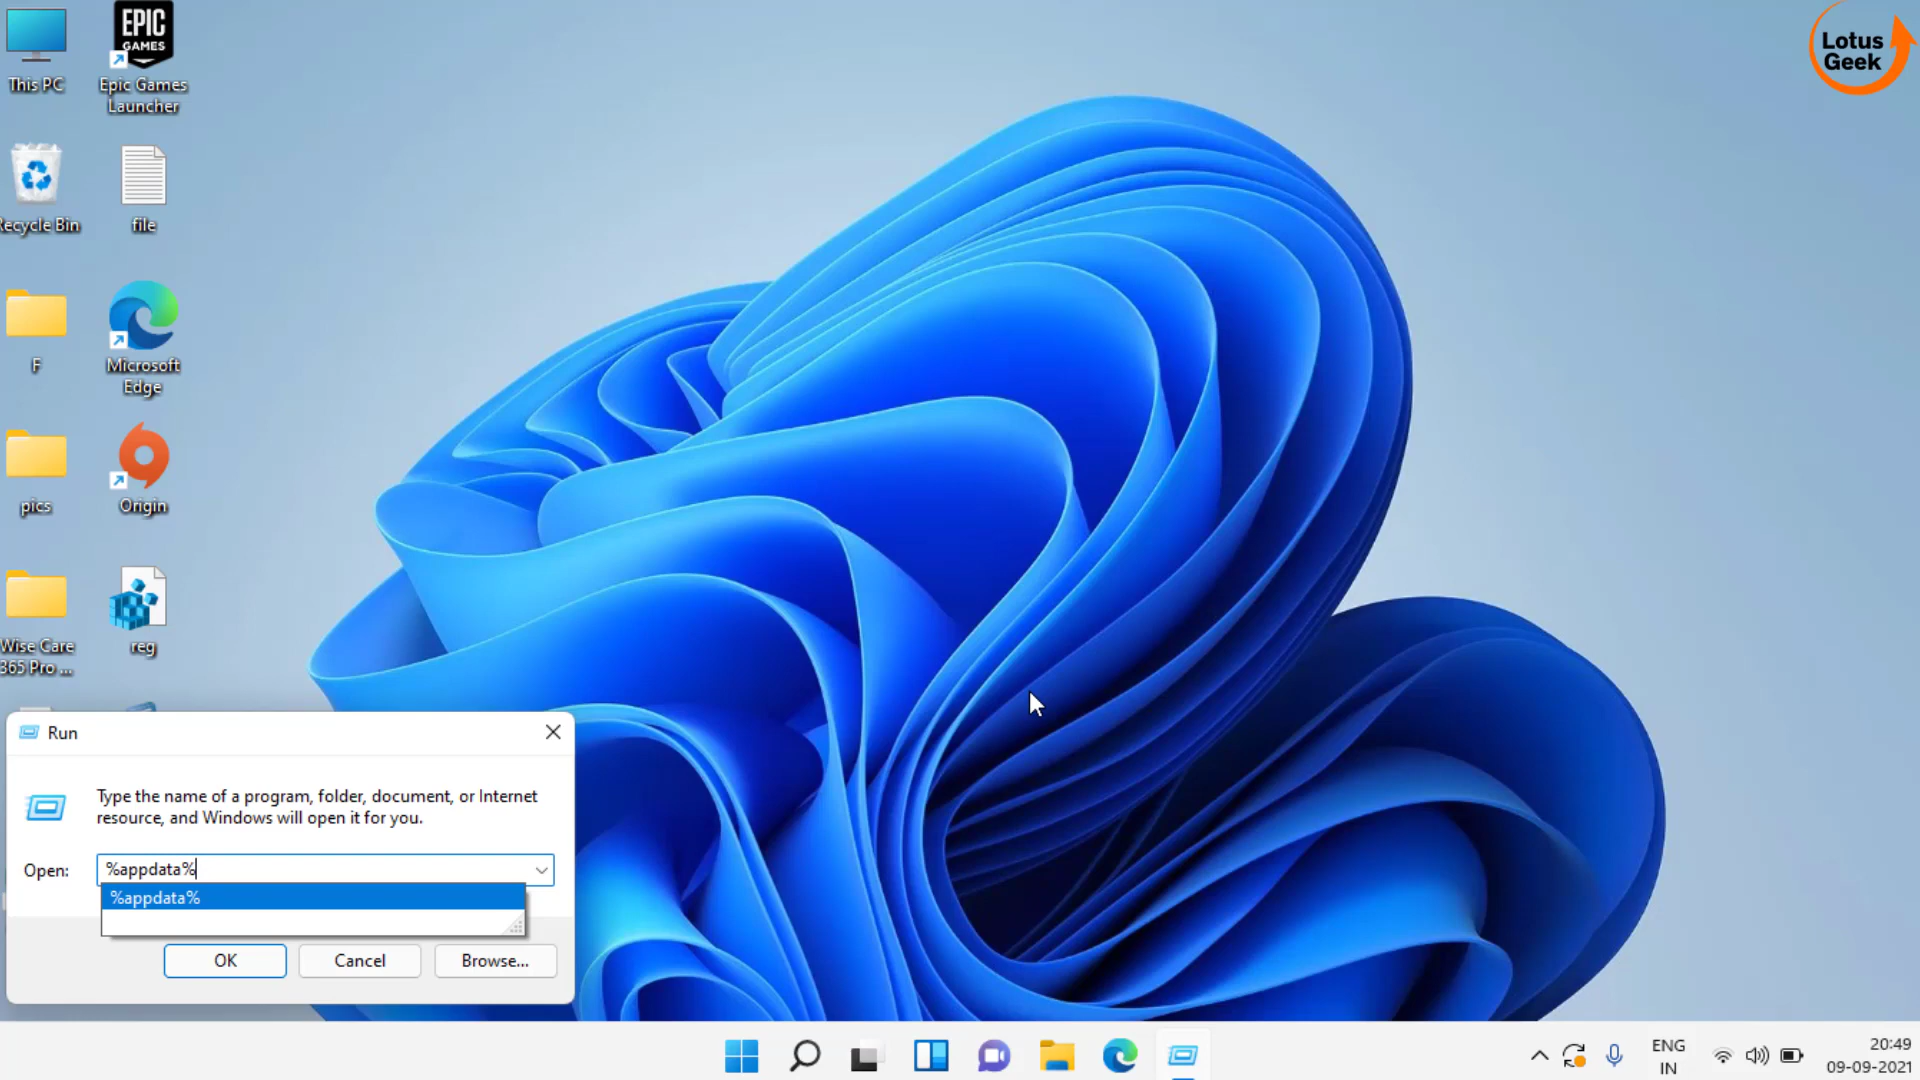 This PC
EPIC
GAMES
Epic Games
Launcher
Lotus
Geek
Recycle Bin
file
F
Microsoft
Edge
pics
Origin
Wise Care
365 Pro ...
reg
Run
Type the name of a program, folder, document, or Internet
resource, and Windows will open it for you.
Open:
%appdata%
%appdata%
OK
Cancel
Browse...
ENG
IN
20:49
09-09-2021